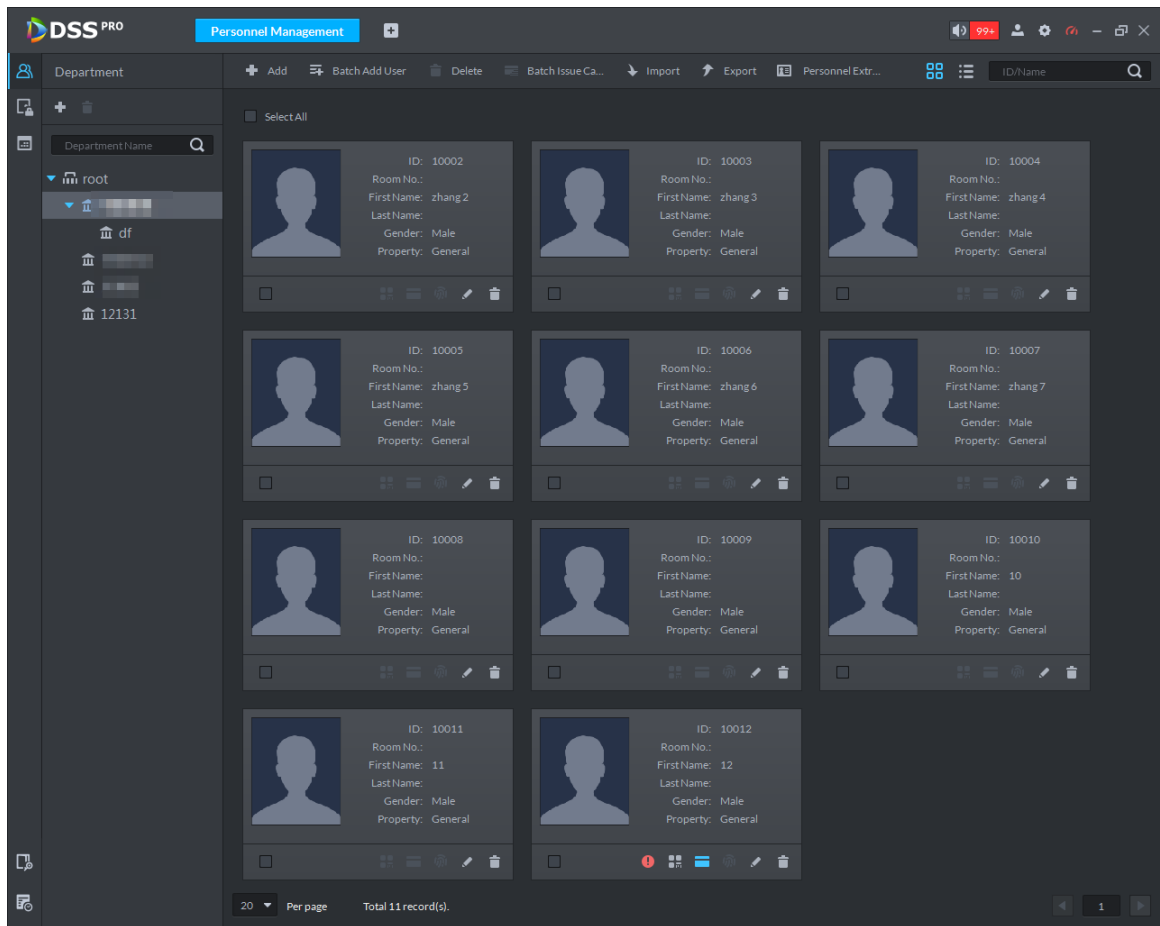 DSS PRO Personnel Management 99+
Department Add Batch Add User Delete Batch Issue Ca... Import Export Personnel Extr... ID/Name
Select All
Department Name
root
df
12131
ID: 10002
Room No.:
First Name: zhang 2
Last Name:
Gender: Male
Property: General
ID: 10003
Room No.:
First Name: zhang 3
Last Name:
Gender: Male
Property: General
ID: 10004
Room No.:
First Name: zhang 4
Last Name:
Gender: Male
Property: General
ID: 10005
Room No.:
First Name: zhang 5
Last Name:
Gender: Male
Property: General
ID: 10006
Room No.:
First Name: zhang 6
Last Name:
Gender: Male
Property: General
ID: 10007
Room No.:
First Name: zhang 7
Last Name:
Gender: Male
Property: General
ID: 10008
Room No.:
First Name:
Last Name:
Gender: Male
Property: General
ID: 10009
Room No.:
First Name:
Last Name:
Gender: Male
Property: General
ID: 10010
Room No.:
First Name: 10
Last Name:
Gender: Male
Property: General
ID: 10011
Room No.:
First Name: 11
Last Name:
Gender: Male
Property: General
ID: 10012
Room No.:
First Name: 12
Last Name:
Gender: Male
Property: General
20 Per page Total 11 record(s). 1